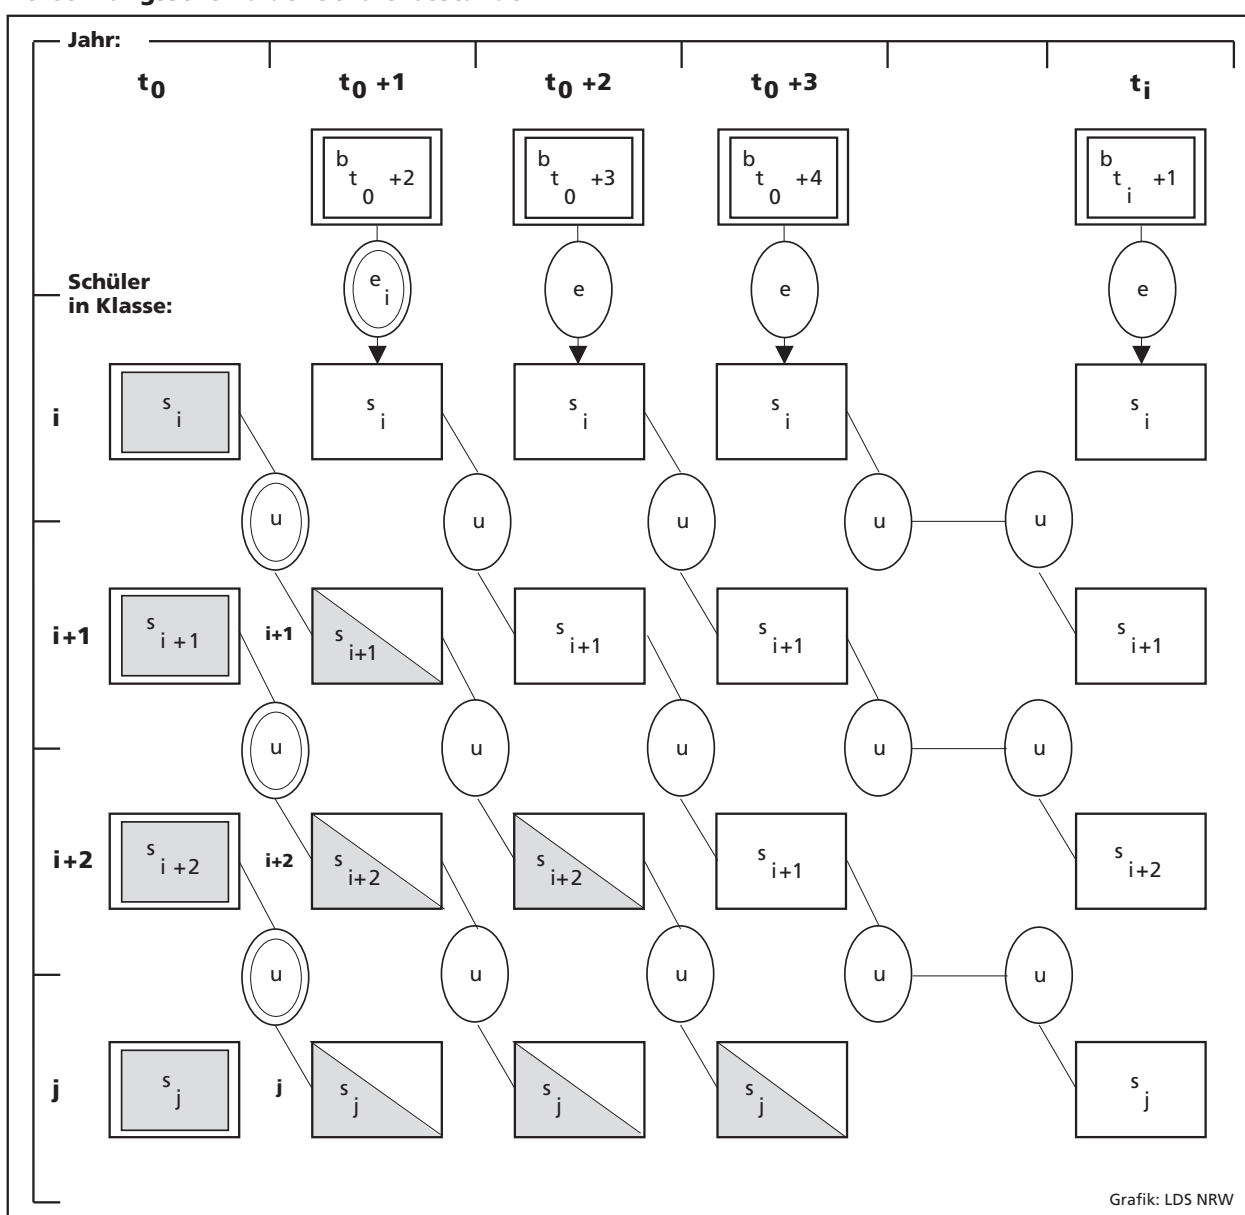 Jahr:
t0 t0 +1 t0 +2 t0 +3 ti
b t0 +2 b t0 +3 b t0 +4 b ti +1
Schüler
in Klasse:
ei e e e
i si si si si si
u u u u u
i+1 si +1 i+1 si+1 si+1 si+1 si+1
u u u u u
i+2 si +2 i+2 si+2 si+2 si+1 si+2
u u u u u
j sj j sj sj sj sj
Grafik: LDS NRW